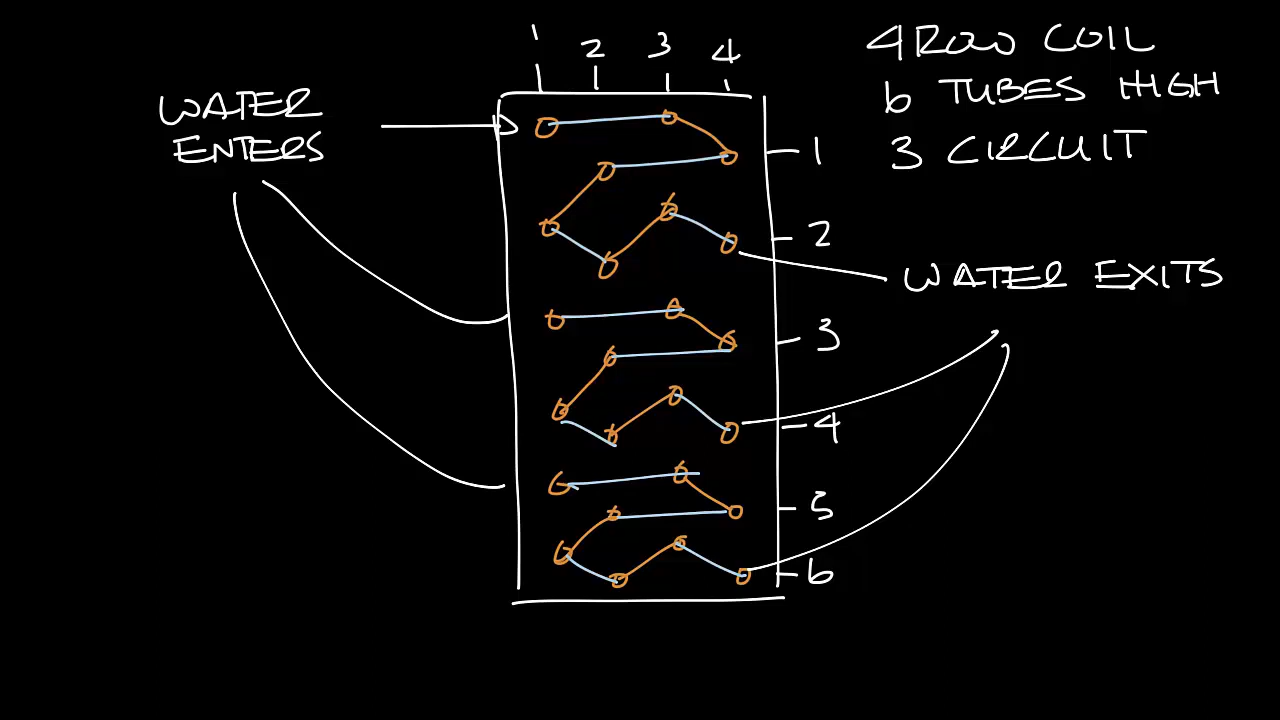 1 2 3 4
4 ROW COIL
6 TUBES HIGH
3 CIRCUIT
WATER
ENTERS
1
2
WATER EXITS
3
4
5
6